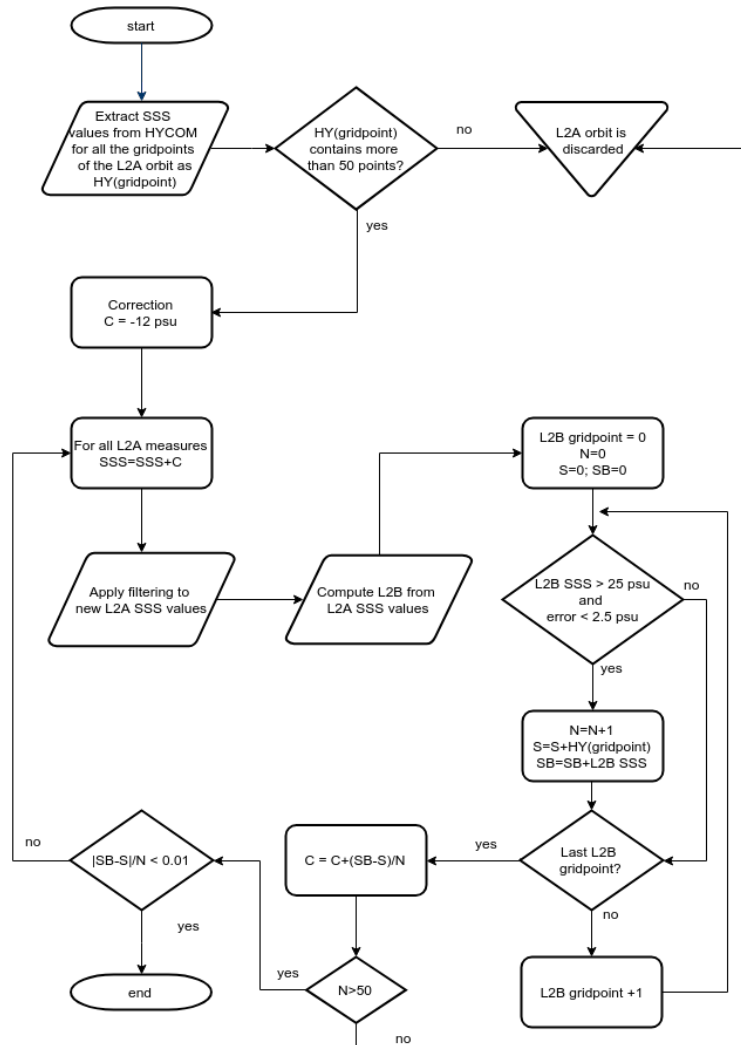 start
Extract SSS
values from HYCOM
for all the gridpoints
of the L2A orbit as
HY(gridpoint)
HY(gridpoint)
contains more
than 50 points?
no
L2A orbit is
discarded
yes
Correction
C = -12 psu
For all L2A measures
SSS=SSS+C
L2B gridpoint = 0
N=0
S=0; SB=0
Apply filtering to
new L2A SSS values
Compute L2B from
L2A SSS values
L2B SSS > 25 psu
and
error < 2.5 psu
no
yes
N=N+1
S=S+HY(gridpoint)
SB=SB+L2B SSS
no
|SB-S|/N < 0.01
C = C+(SB-S)/N
yes
Last L2B
gridpoint?
no
yes
end
yes
N>50
no
L2B gridpoint +1